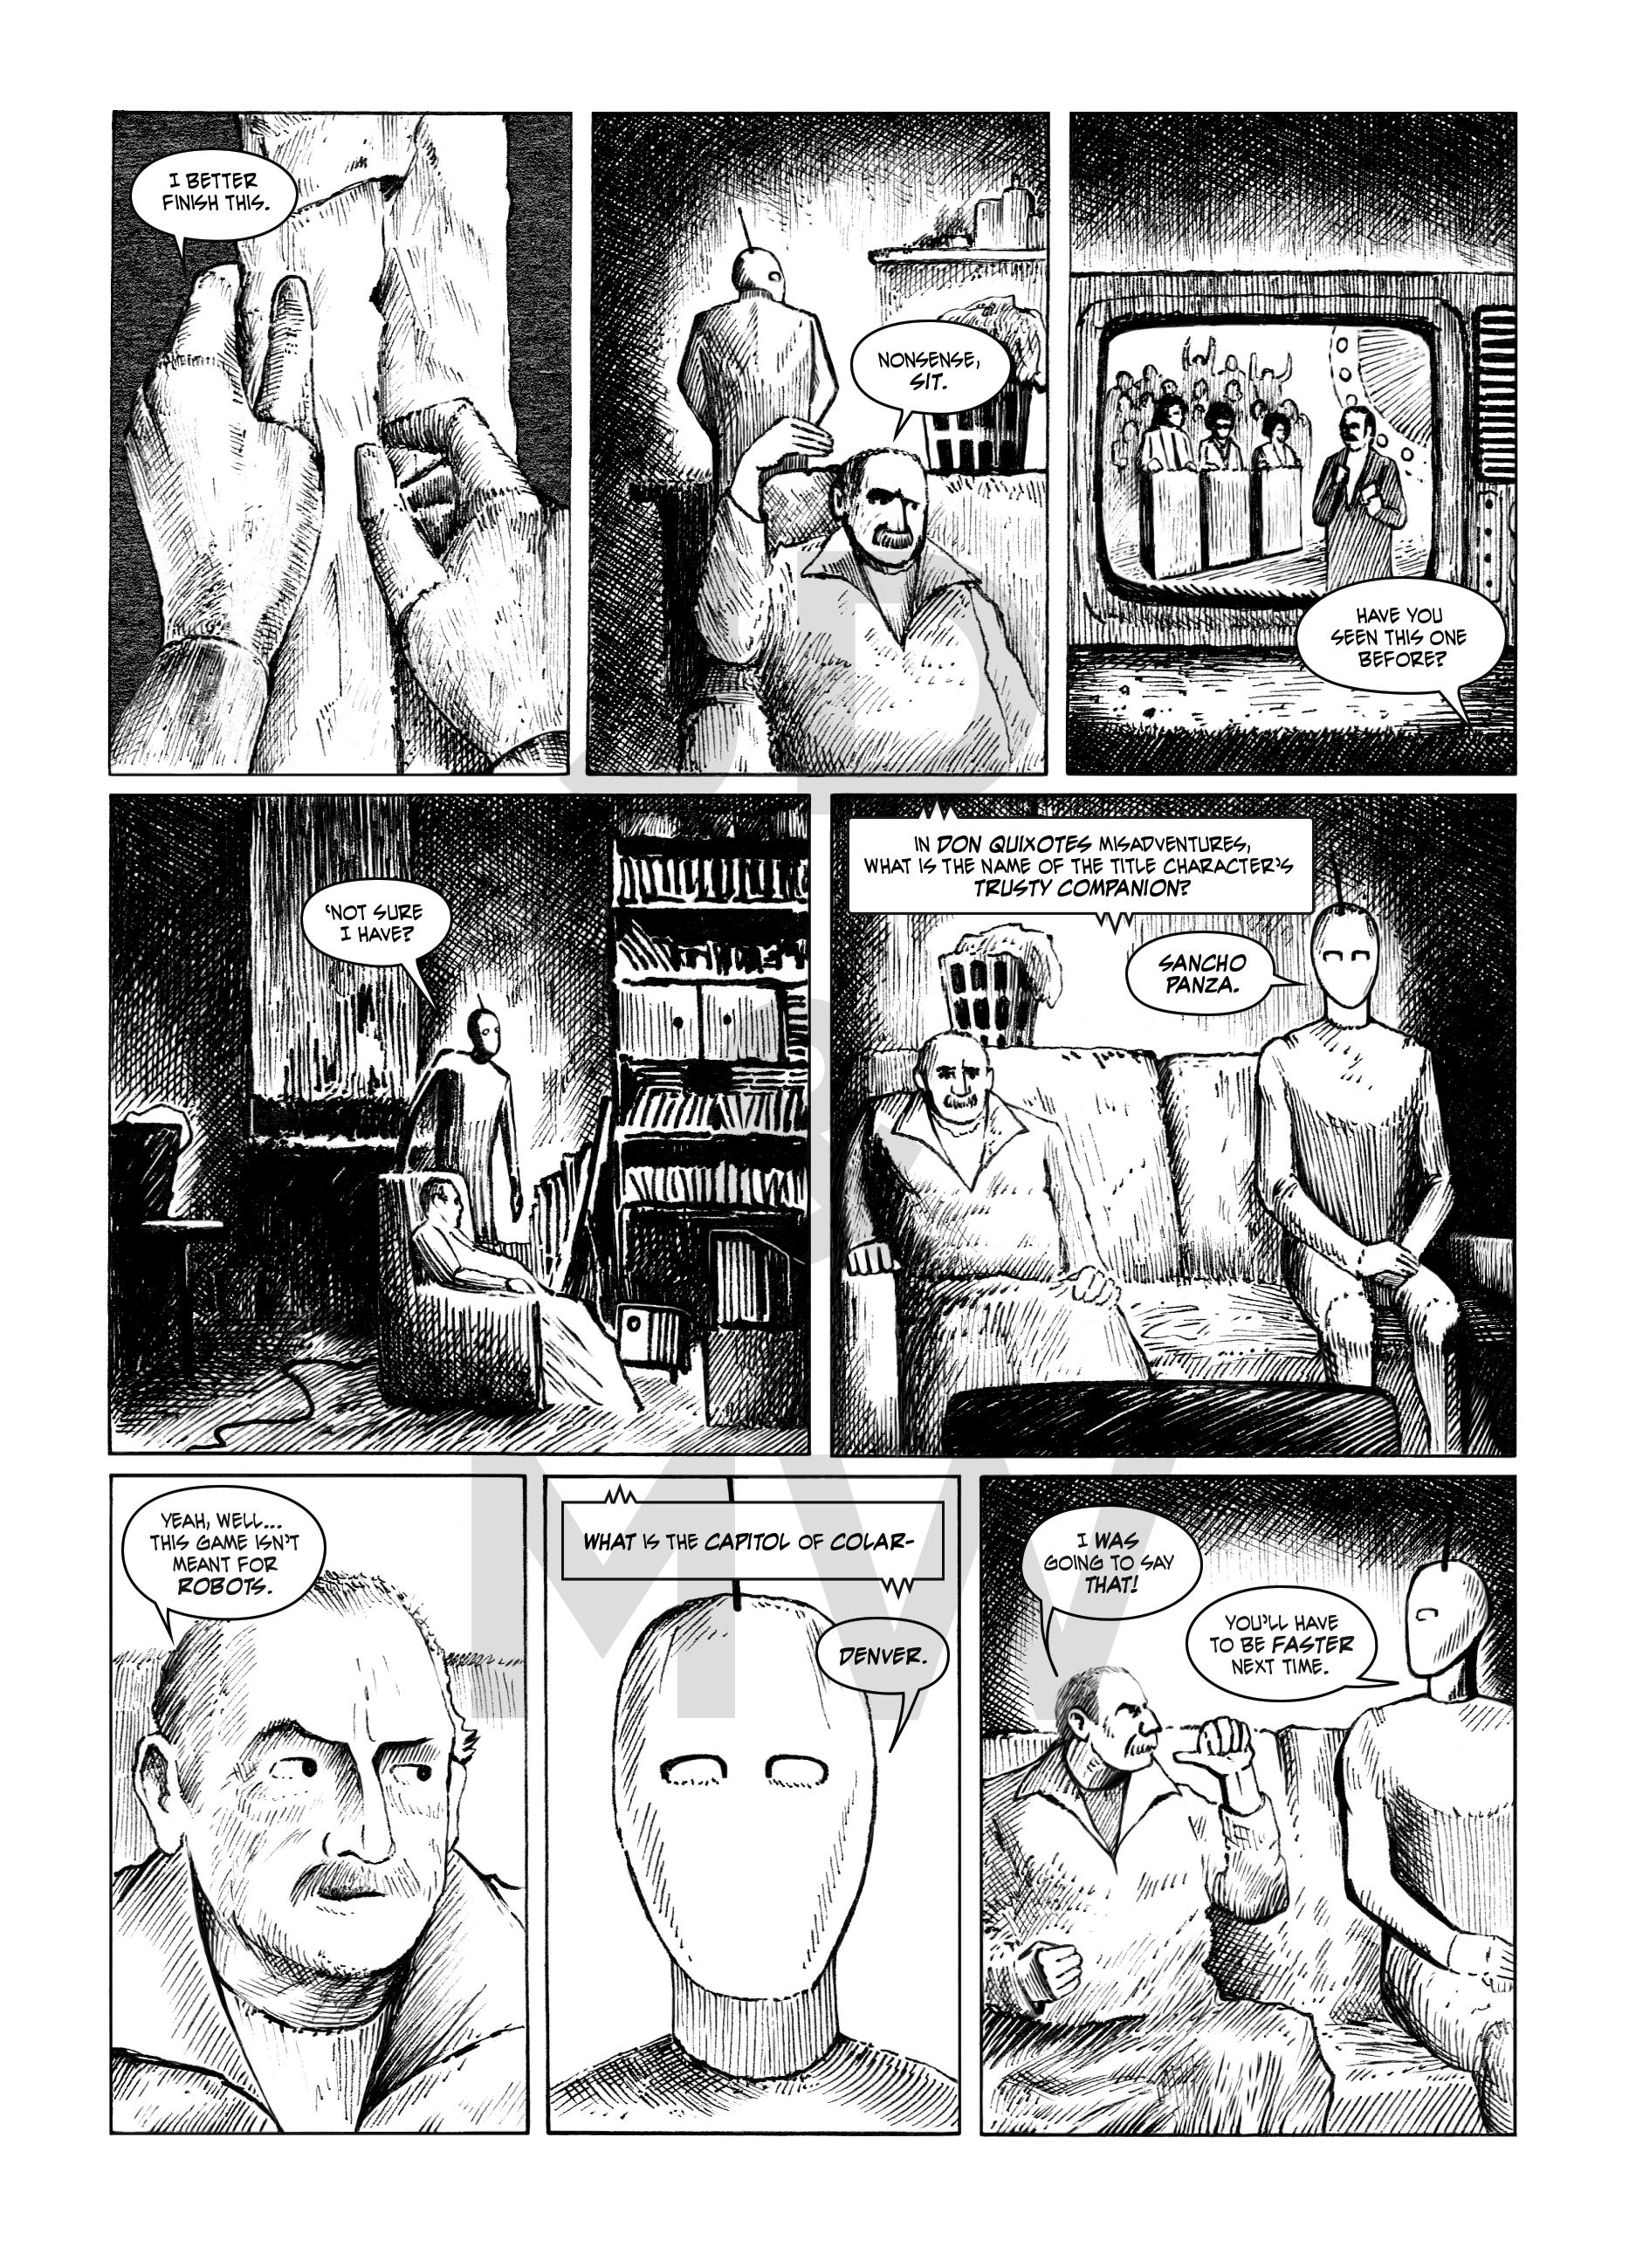 I BETTER
FINISH THIS.
NONSENSE,
SIT.
HAVE YOU
SEEN THIS ONE
BEFORE?
'NOT SURE
I HAVE?
IN DON QUIXOTES MISADVENTURES,
WHAT IS THE NAME OF THE TITLE CHARACTER'S
TRUSTY COMPANION?
SANCHO
PANZA.
YEAH, WELL...
THIS GAME ISN'T
MEANT FOR
ROBOTS.
WHAT IS THE CAPITOL OF COLAR-
DENVER.
I WAS
GOING TO SAY
THAT!
YOU'LL HAVE
TO BE FASTER
NEXT TIME.
JD
&
MW